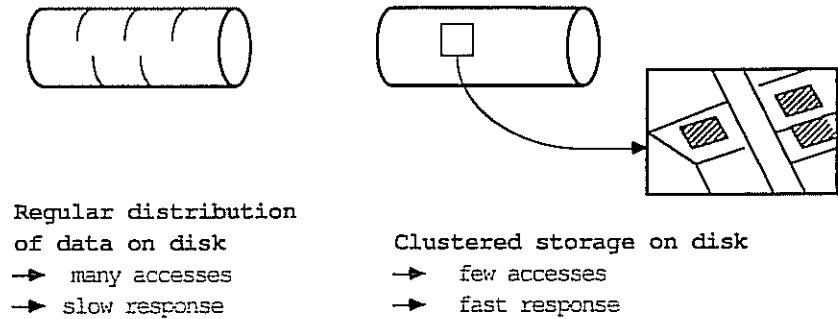 Regular distribution
of data on disk
→ many accesses
→ slow response
Clustered storage on disk
→ few accesses
→ fast response